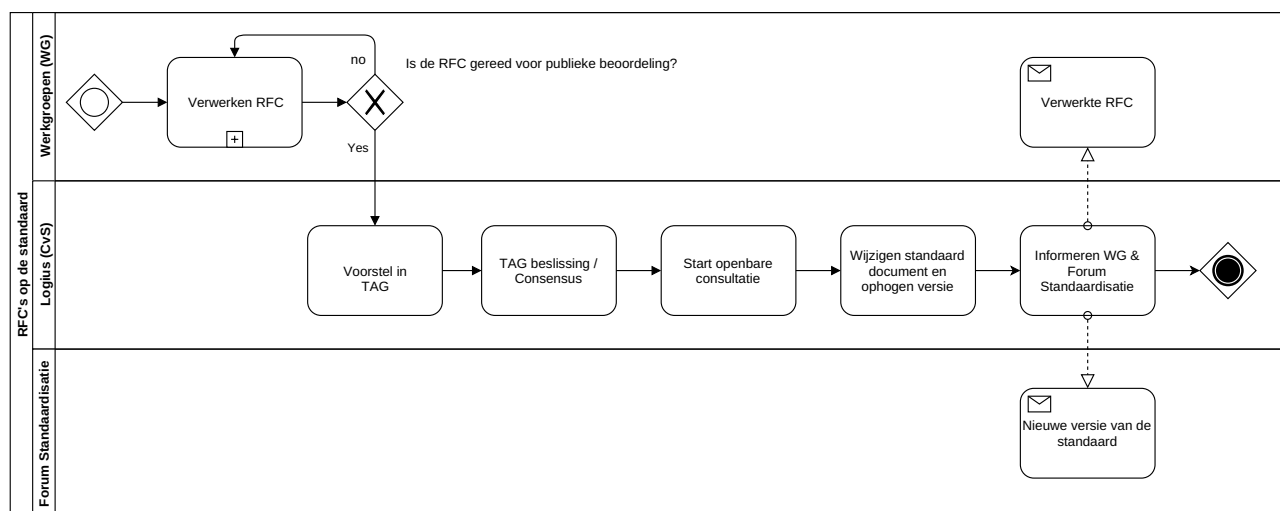 RFC's op de standaard
Werkgroepen (WG)
Verwerken RFC
no
Is de RFC gereed voor publieke beoordeling?
Yes
Verwerkte RFC
Logius (CvS)
Voorstel in
TAG
TAG beslissing /
Consensus
Start openbare
consultatie
Wijzigen standaard
document en
ophogen versie
Informeren WG &
Forum
Standaardisatie
Forum Standaardisatie
Nieuwe versie van de
standaard